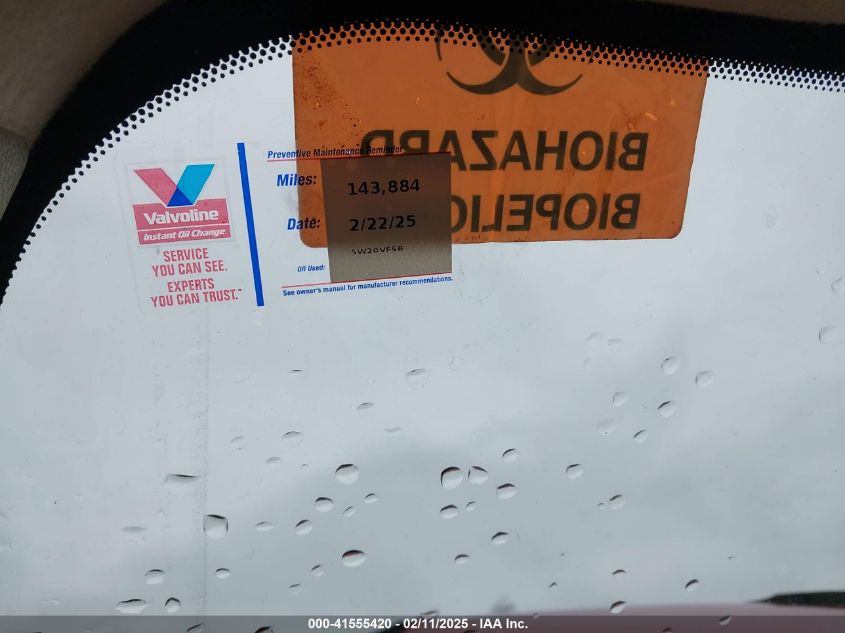 BIOHAZARD
BIOPELIG
Valvoline
Instant Oil Change
SERVICE
YOU CAN SEE.
EXPERTS
YOU CAN TRUST.™
Preventive Maintenance Reminder
Miles: 143,884
Date: 2/22/25
Oil Used: 5W20VFSB
See owner's manual for manufacturer recommendations.
000-41555420 - 02/11/2025 - IAA Inc.